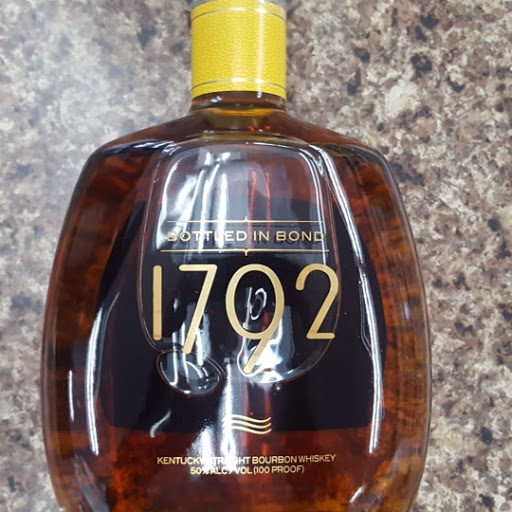 BOTTLED IN BOND
1792
KENTUCKY STRAIGHT BOURBON WHISKEY
50% ALC / VOL (100 PROOF)